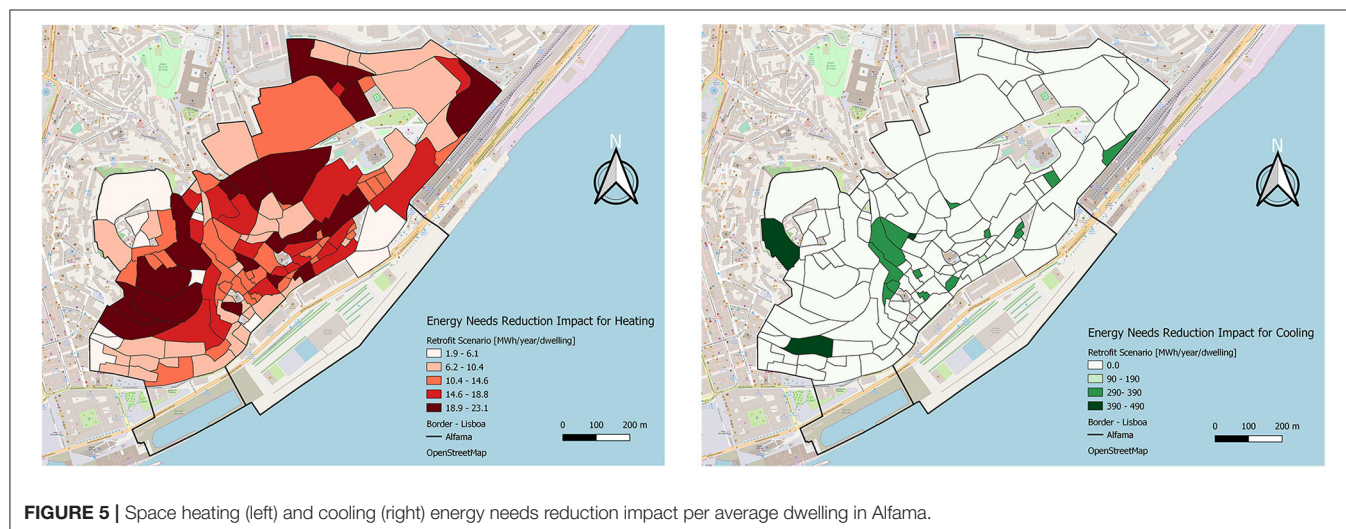 N
Energy Needs Reduction Impact for Heating
Retrofit Scenario [MWh/year/dwelling]
1.9 - 6.1
6.2 - 10.4
10.4 - 14.6
14.6 - 18.8
18.9 - 23.1
Border - Lisboa
Alfama
OpenStreetMap
0 100 200 m
N
Energy Needs Reduction Impact for Cooling
Retrofit Scenario [MWh/year/dwelling]
0.0
90 - 190
290- 390
390 - 490
Border - Lisboa
Alfama
OpenStreetMap
0 100 200 m
FIGURE 5 | Space heating (left) and cooling (right) energy needs reduction impact per average dwelling in Alfama.